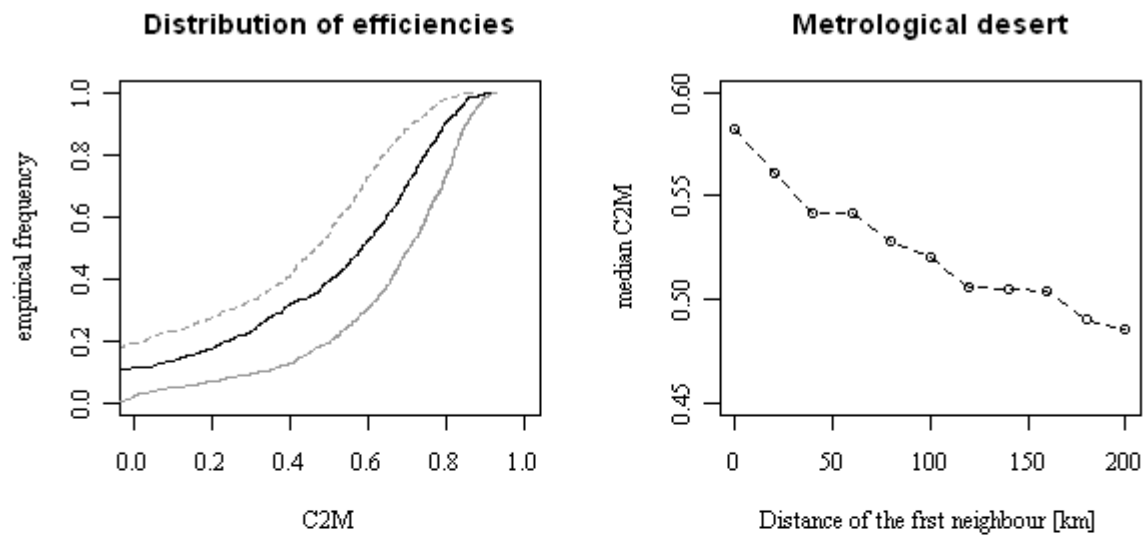 Distribution of efficiencies
empirical frequency
1.0
0.8
0.6
0.4
0.2
0.0
0.0 0.2 0.4 0.6 0.8 1.0
C2M
Metrological desert
median C2M
0.60
0.55
0.50
0.45
0 50 100 150 200
Distance of the frst neighbour [km]